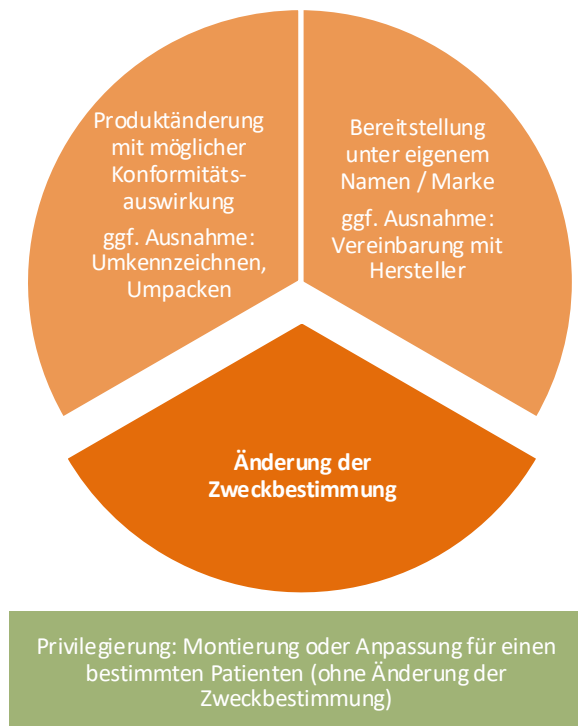 Produktänderung
mit möglicher
Konformitäts-
auswirkung
ggf. Ausnahme:
Umkennzeichnen,
Umpacken
Bereitstellung
unter eigenem
Namen / Marke
ggf. Ausnahme:
Vereinbarung mit
Hersteller
Änderung der
Zweckbestimmung
Privilegierung: Montierung oder Anpassung für einen
bestimmten Patienten (ohne Änderung der
Zweckbestimmung)